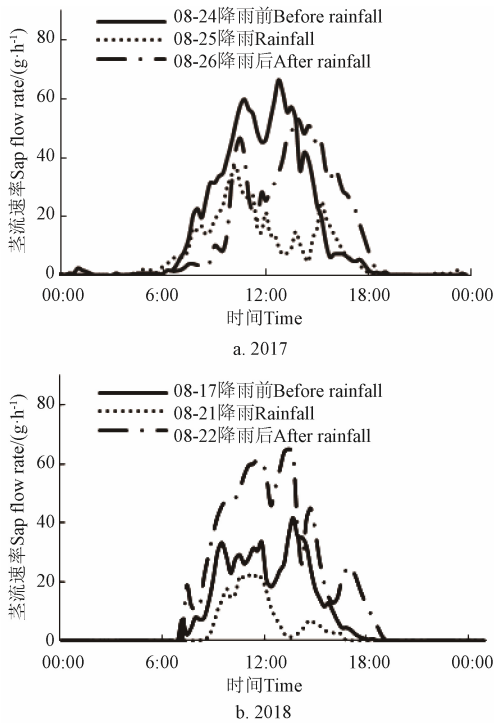 08-24降雨前Before rainfall
08-25降雨Rainfall
08-26降雨后After rainfall
茎流速率Sap flow rate/(g·h⁻¹)
80
60
40
20
0
00:00 6:00 12:00 18:00 00:00
时间Time
a. 2017
08-17降雨前Before rainfall
08-21降雨Rainfall
08-22降雨后After rainfall
茎流速率Sap flow rate/(g·h⁻¹)
80
60
40
20
0
00:00 6:00 12:00 18:00 00:00
时间Time
b. 2018